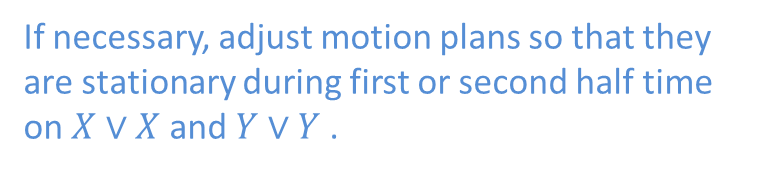 If necessary, adjust motion plans so that they
are stationary during first or second half time
on X ∨ X and Y ∨ Y .